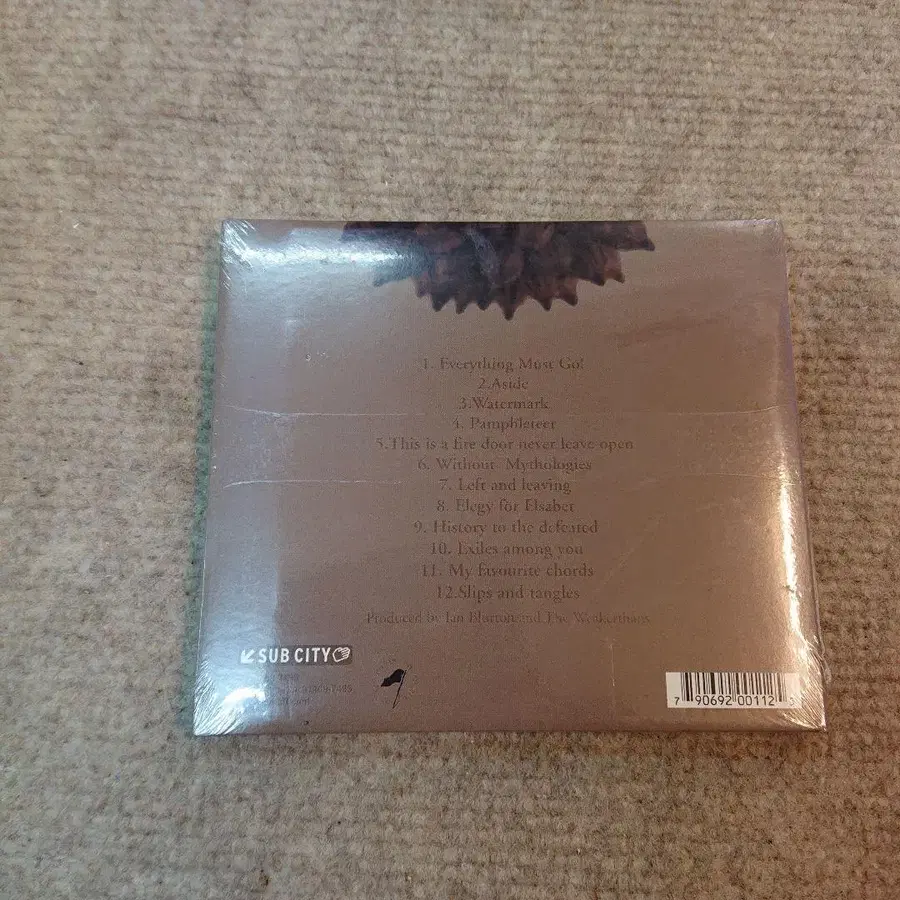 1. Everything Must Go!
2.Aside
3.Watermark
4. Pamphleteer
5.This is a fire door never leave open
6. Without Mythologies
7. Left and leaving
8. Elegy for Elsabet
9. History to the defeated
10. Exiles among you
11. My favourite chords
12.Slips and tangles
Produced by Ian Blurton and The Weakerthans
SUB CITY
7 90692 00112